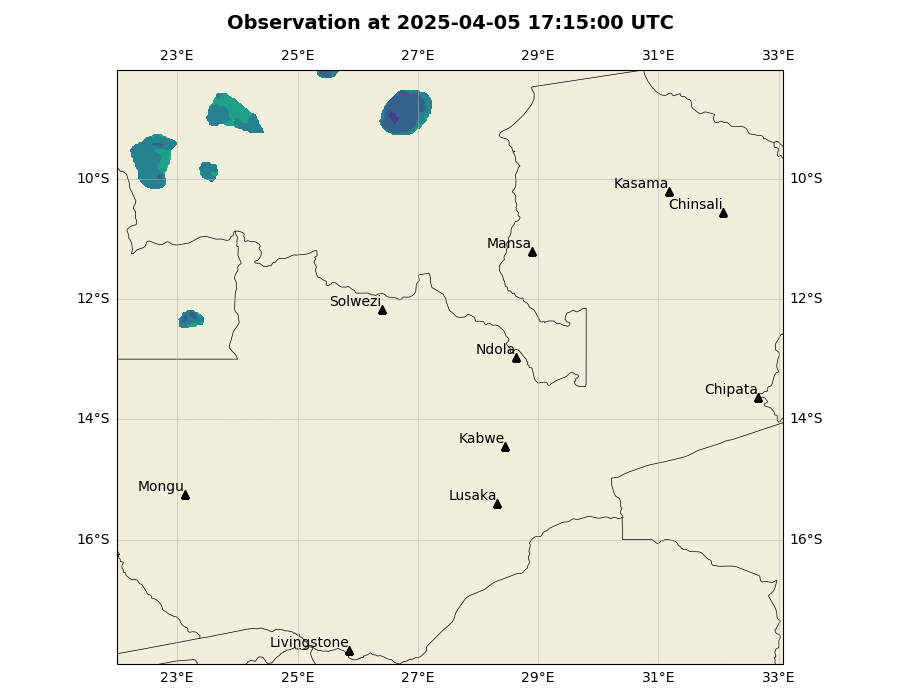 Observation at 2025-04-05 17:15:00 UTC
23°E 25°E 27°E 29°E 31°E 33°E
10°S 10°S
Kasama
Chinsali
Mansa
12°S 12°S
Solwezi
Ndola
Chipata
14°S 14°S
Kabwe
Mongu
Lusaka
16°S 16°S
Livingstone
23°E 25°E 27°E 29°E 31°E 33°E